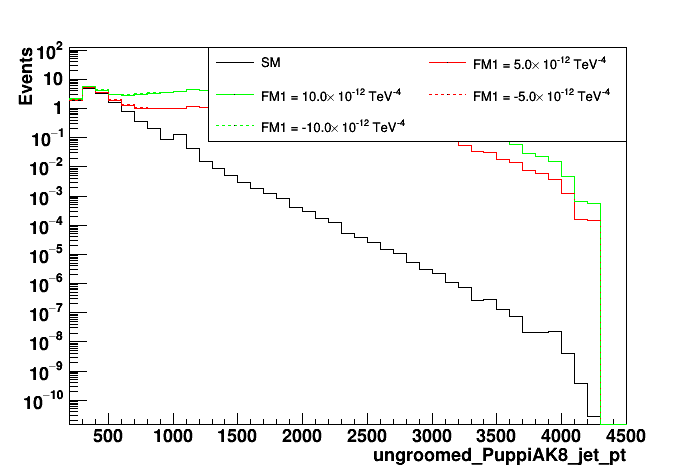 Events
10²
10
1
10⁻¹
10⁻²
10⁻³
10⁻⁴
10⁻⁵
10⁻⁶
10⁻⁷
10⁻⁸
10⁻⁹
10⁻¹⁰
SM
FM1 = 5.0× 10⁻¹² TeV⁻⁴
FM1 = 10.0× 10⁻¹² TeV⁻⁴
FM1 = -5.0× 10⁻¹² TeV⁻⁴
FM1 = -10.0× 10⁻¹² TeV⁻⁴
500 1000 1500 2000 2500 3000 3500 4000 4500
ungroomed_PuppiAK8_jet_pt